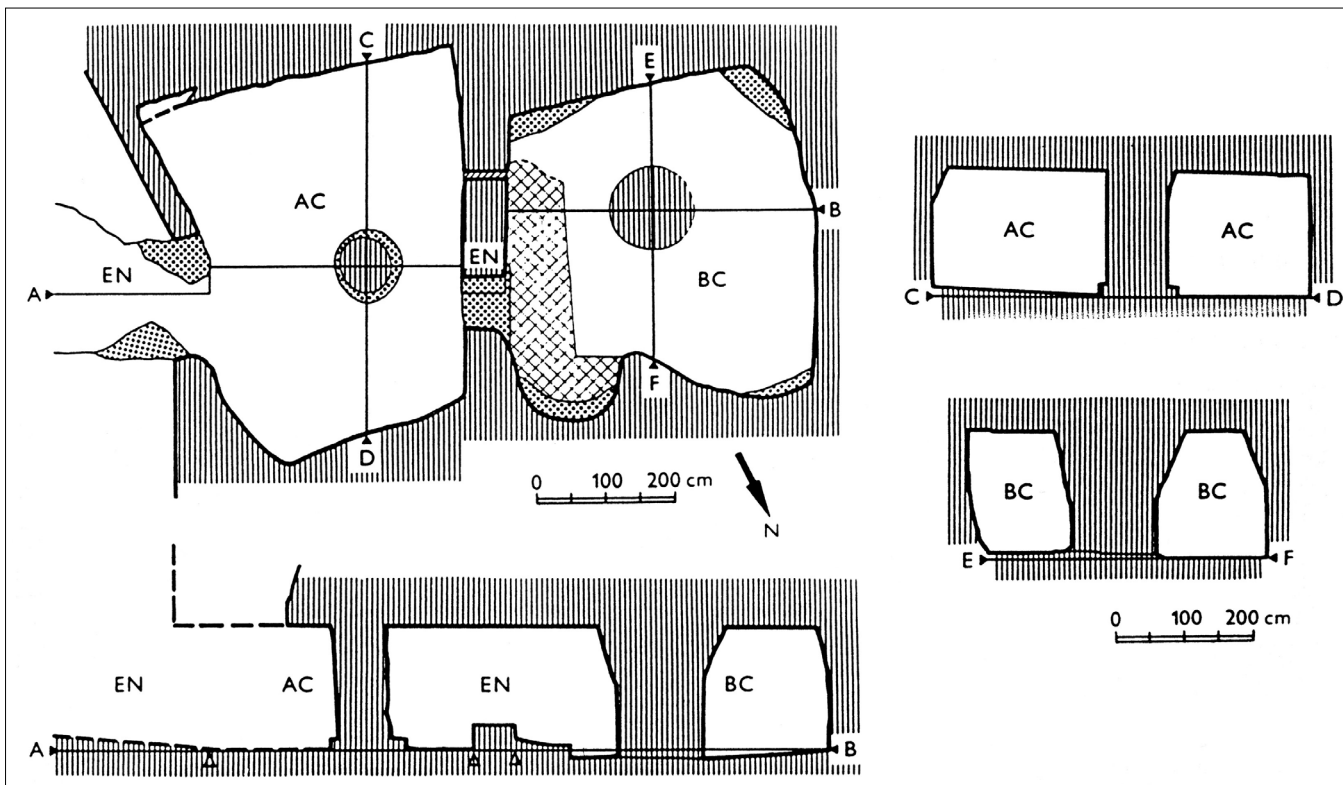 C
E
AC
EN
A
EN
B
BC
F
D
0 100 200 cm
N
AC AC
C D
BC BC
E F
0 100 200 cm
EN AC EN BC
A B